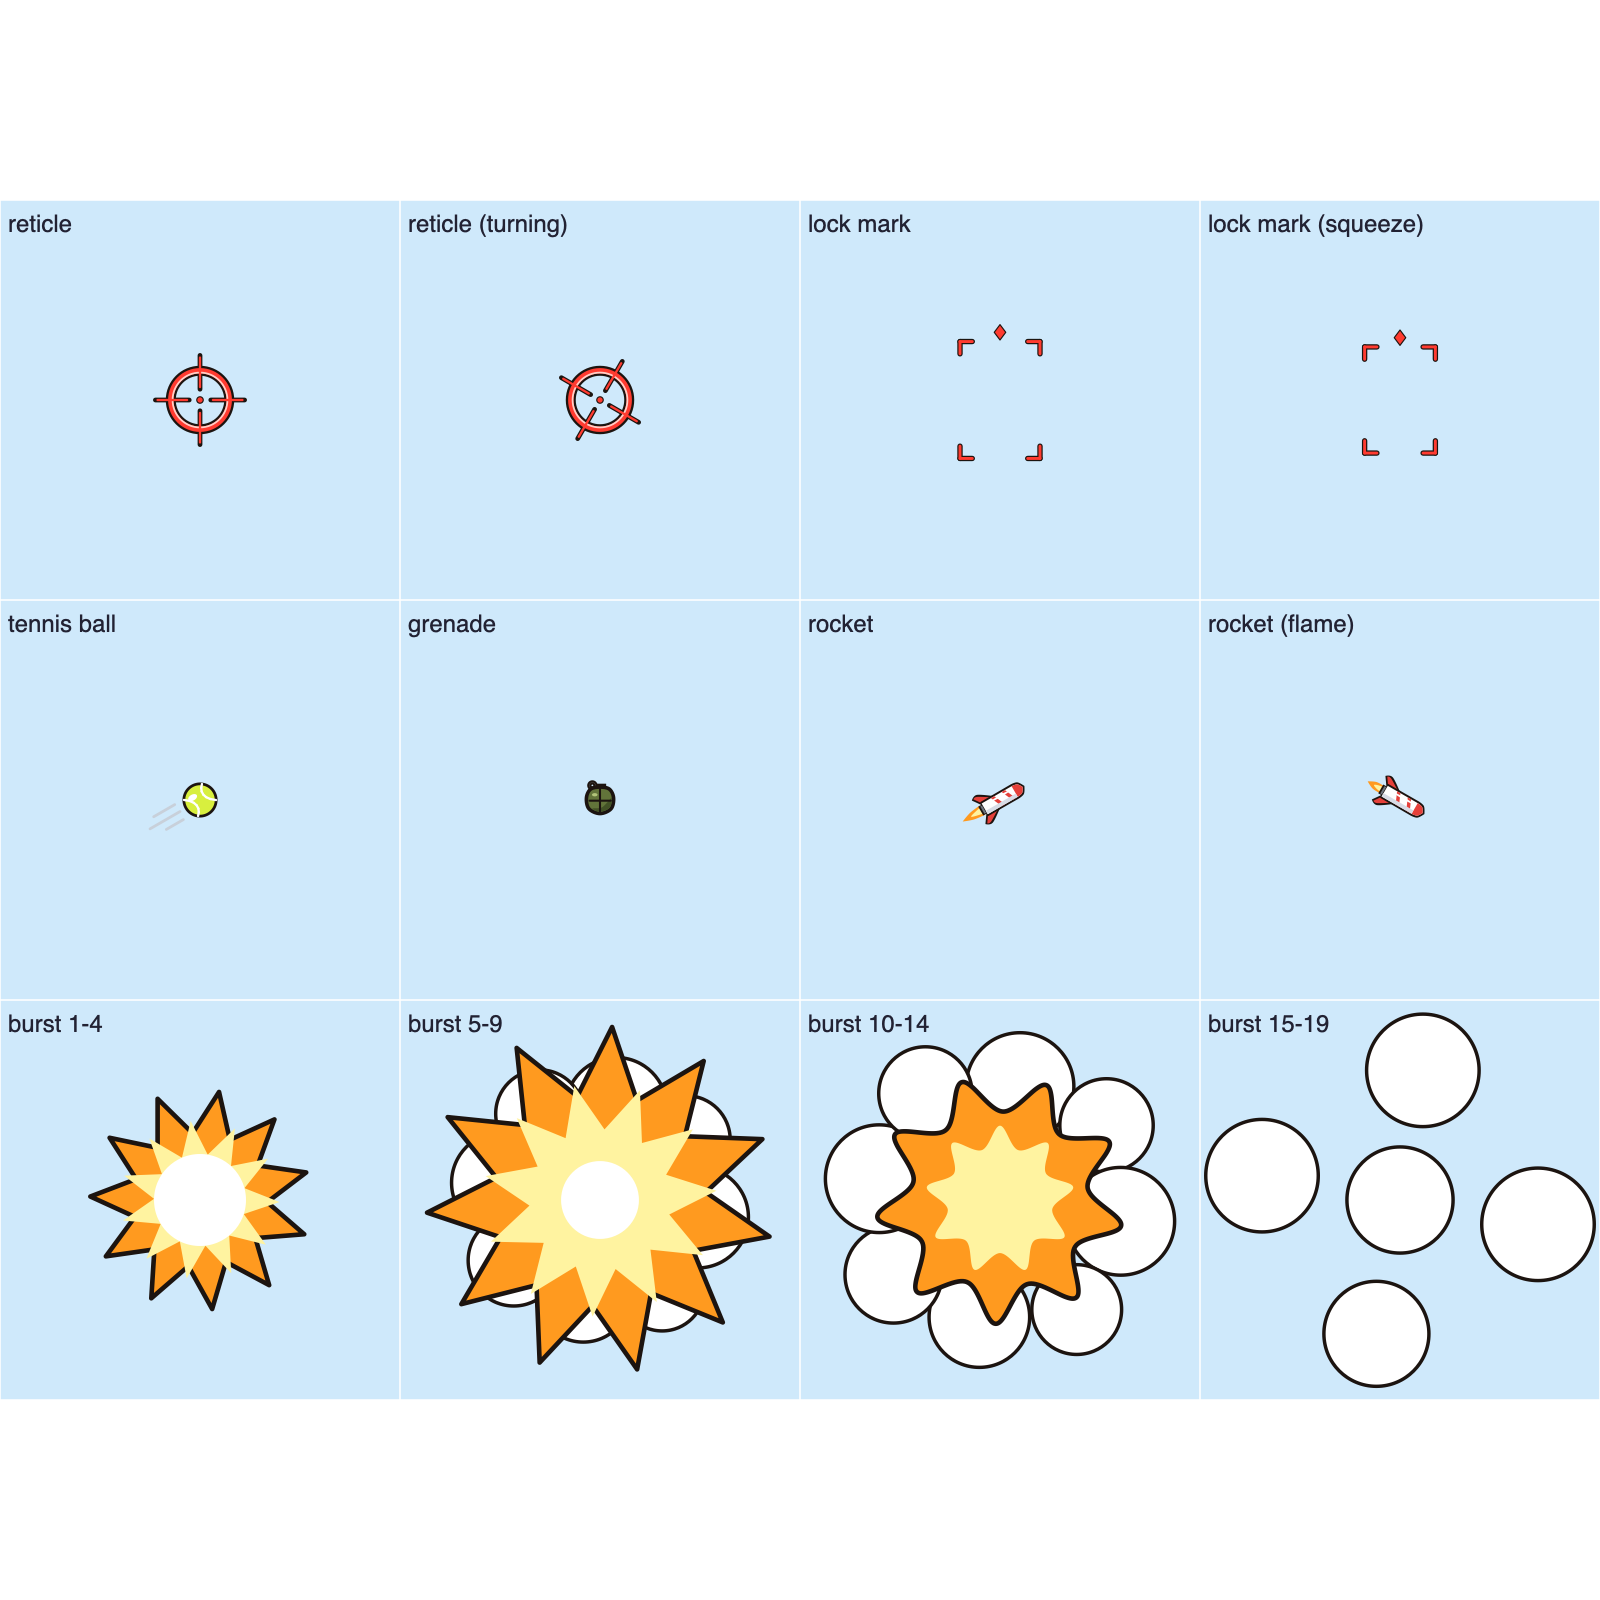 reticle
reticle (turning)
lock mark
lock mark (squeeze)
tennis ball
grenade
rocket
rocket (flame)
burst 1-4
burst 5-9
burst 10-14
burst 15-19